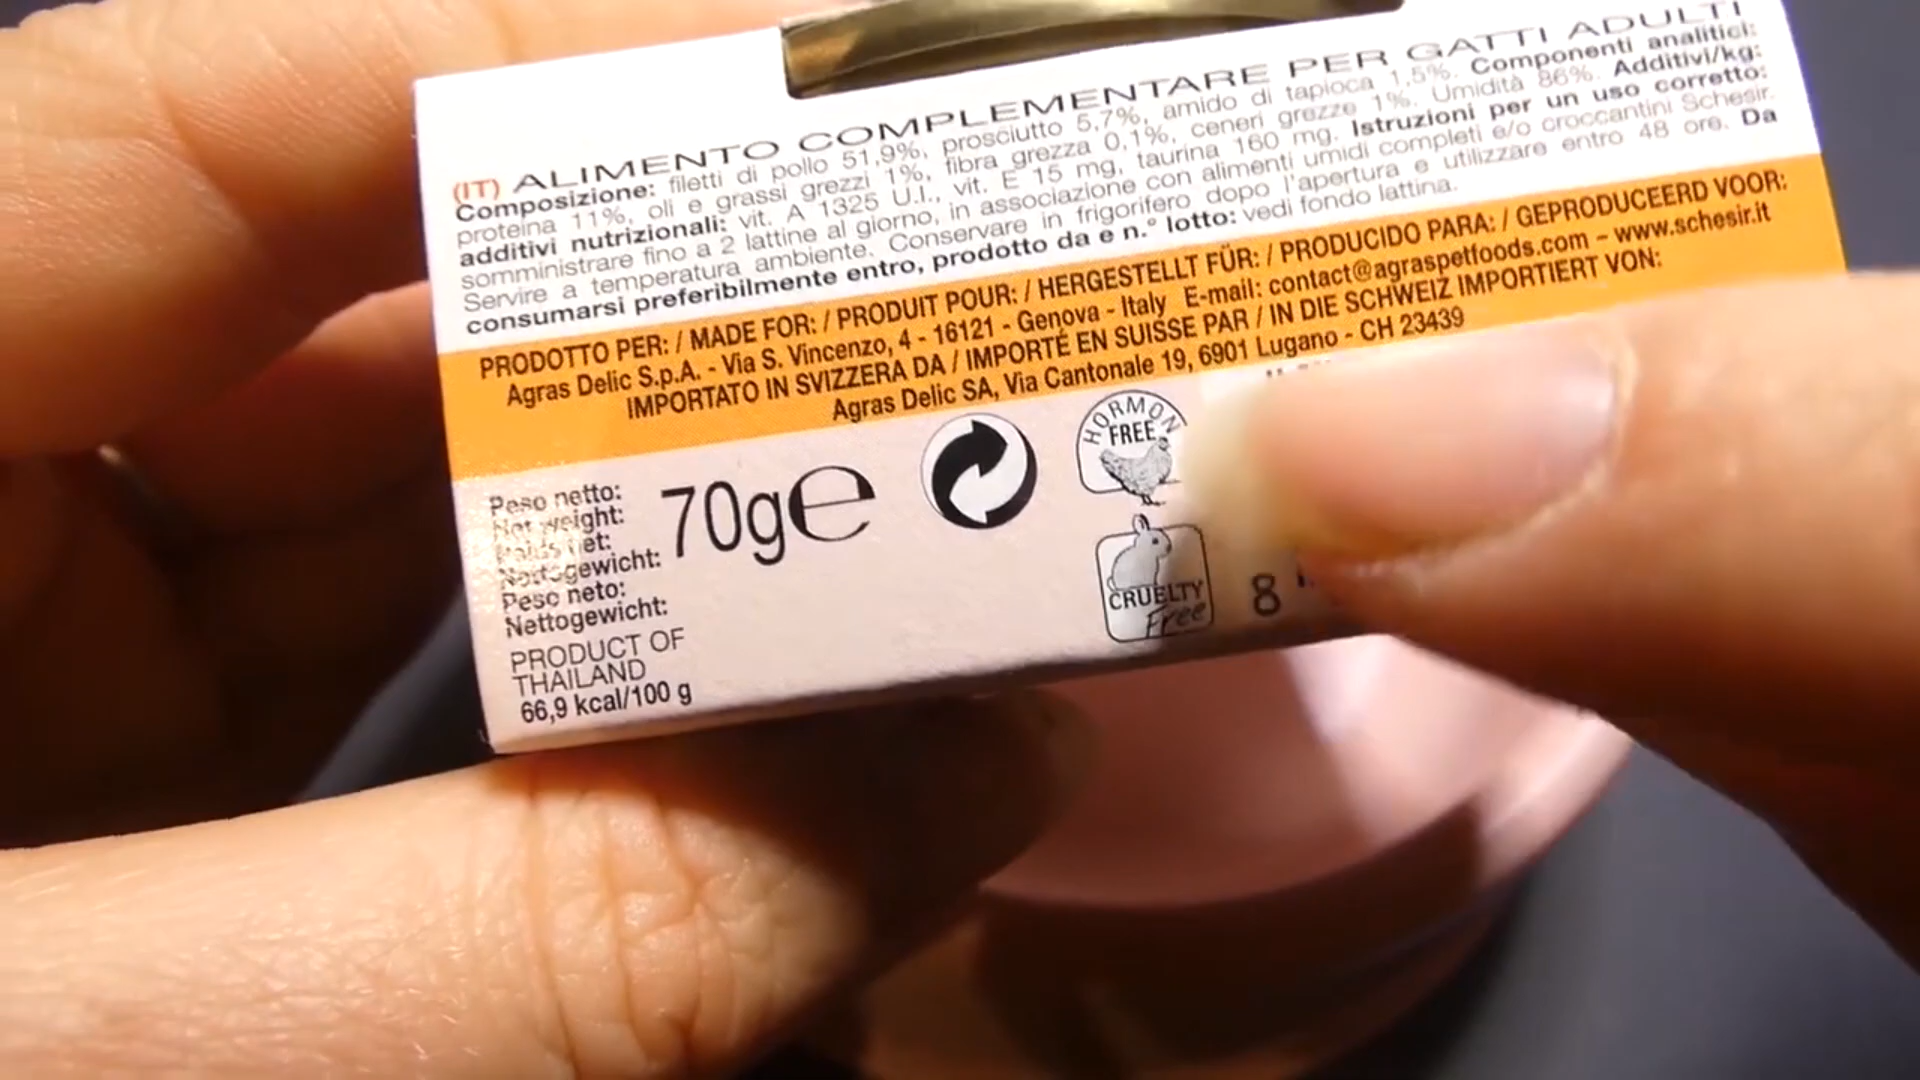 (IT) ALIMENTO COMPLEMENTARE PER GATTI ADULTI
Composizione: filetti di pollo 51,9%, prosciutto 5,7%, amido di tapioca 1,5%. Componenti analitici:
proteina 11%, oli e grassi grezzi 1%, fibra grezza 0,1%, ceneri grezze 1%. Umidità 86%. Additivi/kg:
additivi nutrizionali: vit. A 1325 U.I., vit. E 15 mg, taurina 160 mg. Istruzioni per un uso corretto:
somministrare fino a 2 lattine al giorno, in associazione con alimenti umidi completi e/o croccantini Schesir.
Servire a temperatura ambiente. Conservare in frigorifero dopo l'apertura e utilizzare entro 48 ore. Da
consumarsi preferibilmente entro, prodotto da e n.° lotto: vedi fondo lattina.
PRODOTTO PER: / MADE FOR: / PRODUIT POUR: / HERGESTELLT FÜR: / PRODUCIDO PARA: / GEPRODUCEERD VOOR:
Agras Delic S.p.A. - Via S. Vincenzo, 4 - 16121 - Genova - Italy E-mail: contact@agraspetfoods.com – www.schesir.it
IMPORTATO IN SVIZZERA DA / IMPORTÉ EN SUISSE PAR / IN DIE SCHWEIZ IMPORTIERT VON:
Agras Delic SA, Via Cantonale 19, 6901 Lugano - CH 23439
HORMON
FREE
Peso netto:
Net weight:
Poids net:
Nettogewicht:
Peso neto:
Nettogewicht:
70g℮
CRUELTY
Free
8
PRODUCT OF
THAILAND
66,9 kcal/100 g